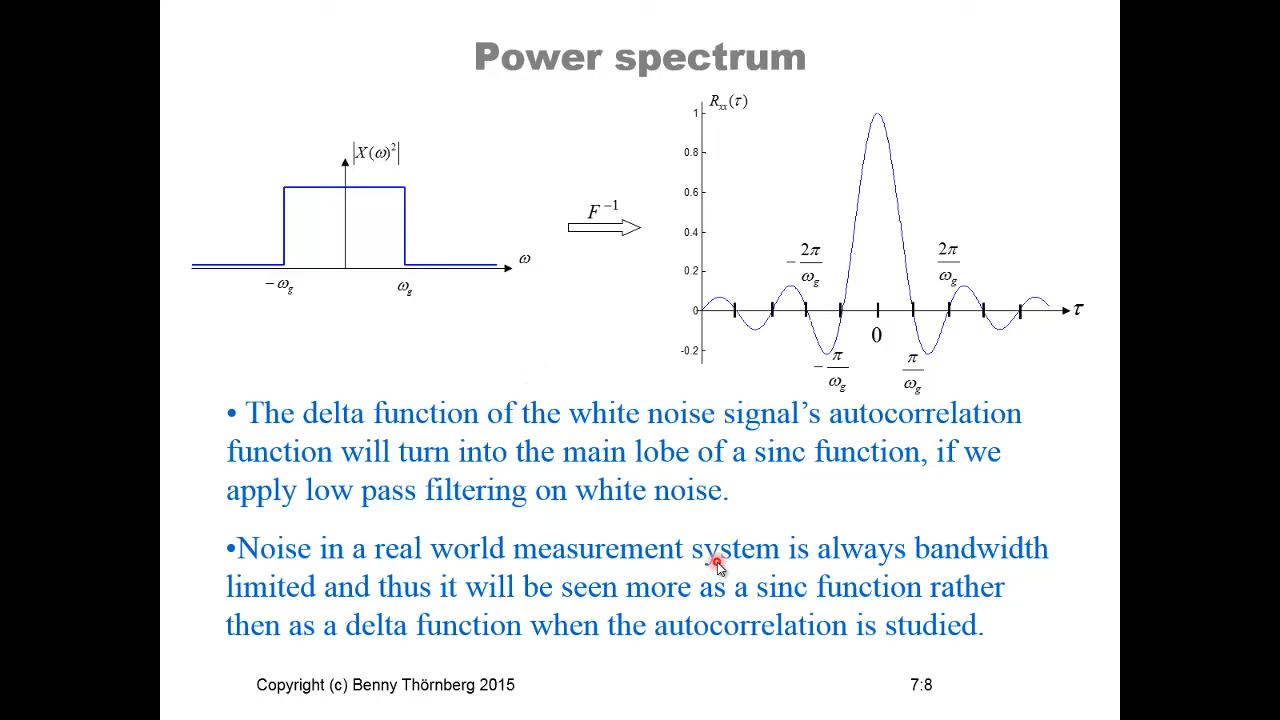 Power spectrum
|X(ω)²|
ω
−ω_g
ω_g
F⁻¹
R_xx(τ)
1
0.8
0.6
0.4
0.2
0
-0.2
−2π/ω_g
2π/ω_g
τ
0
−π/ω_g
π/ω_g
• The delta function of the white noise signal’s autocorrelation
function will turn into the main lobe of a sinc function, if we
apply low pass filtering on white noise.
•Noise in a real world measurement system is always bandwidth
limited and thus it will be seen more as a sinc function rather
then as a delta function when the autocorrelation is studied.
Copyright (c) Benny Thörnberg 2015
7:8